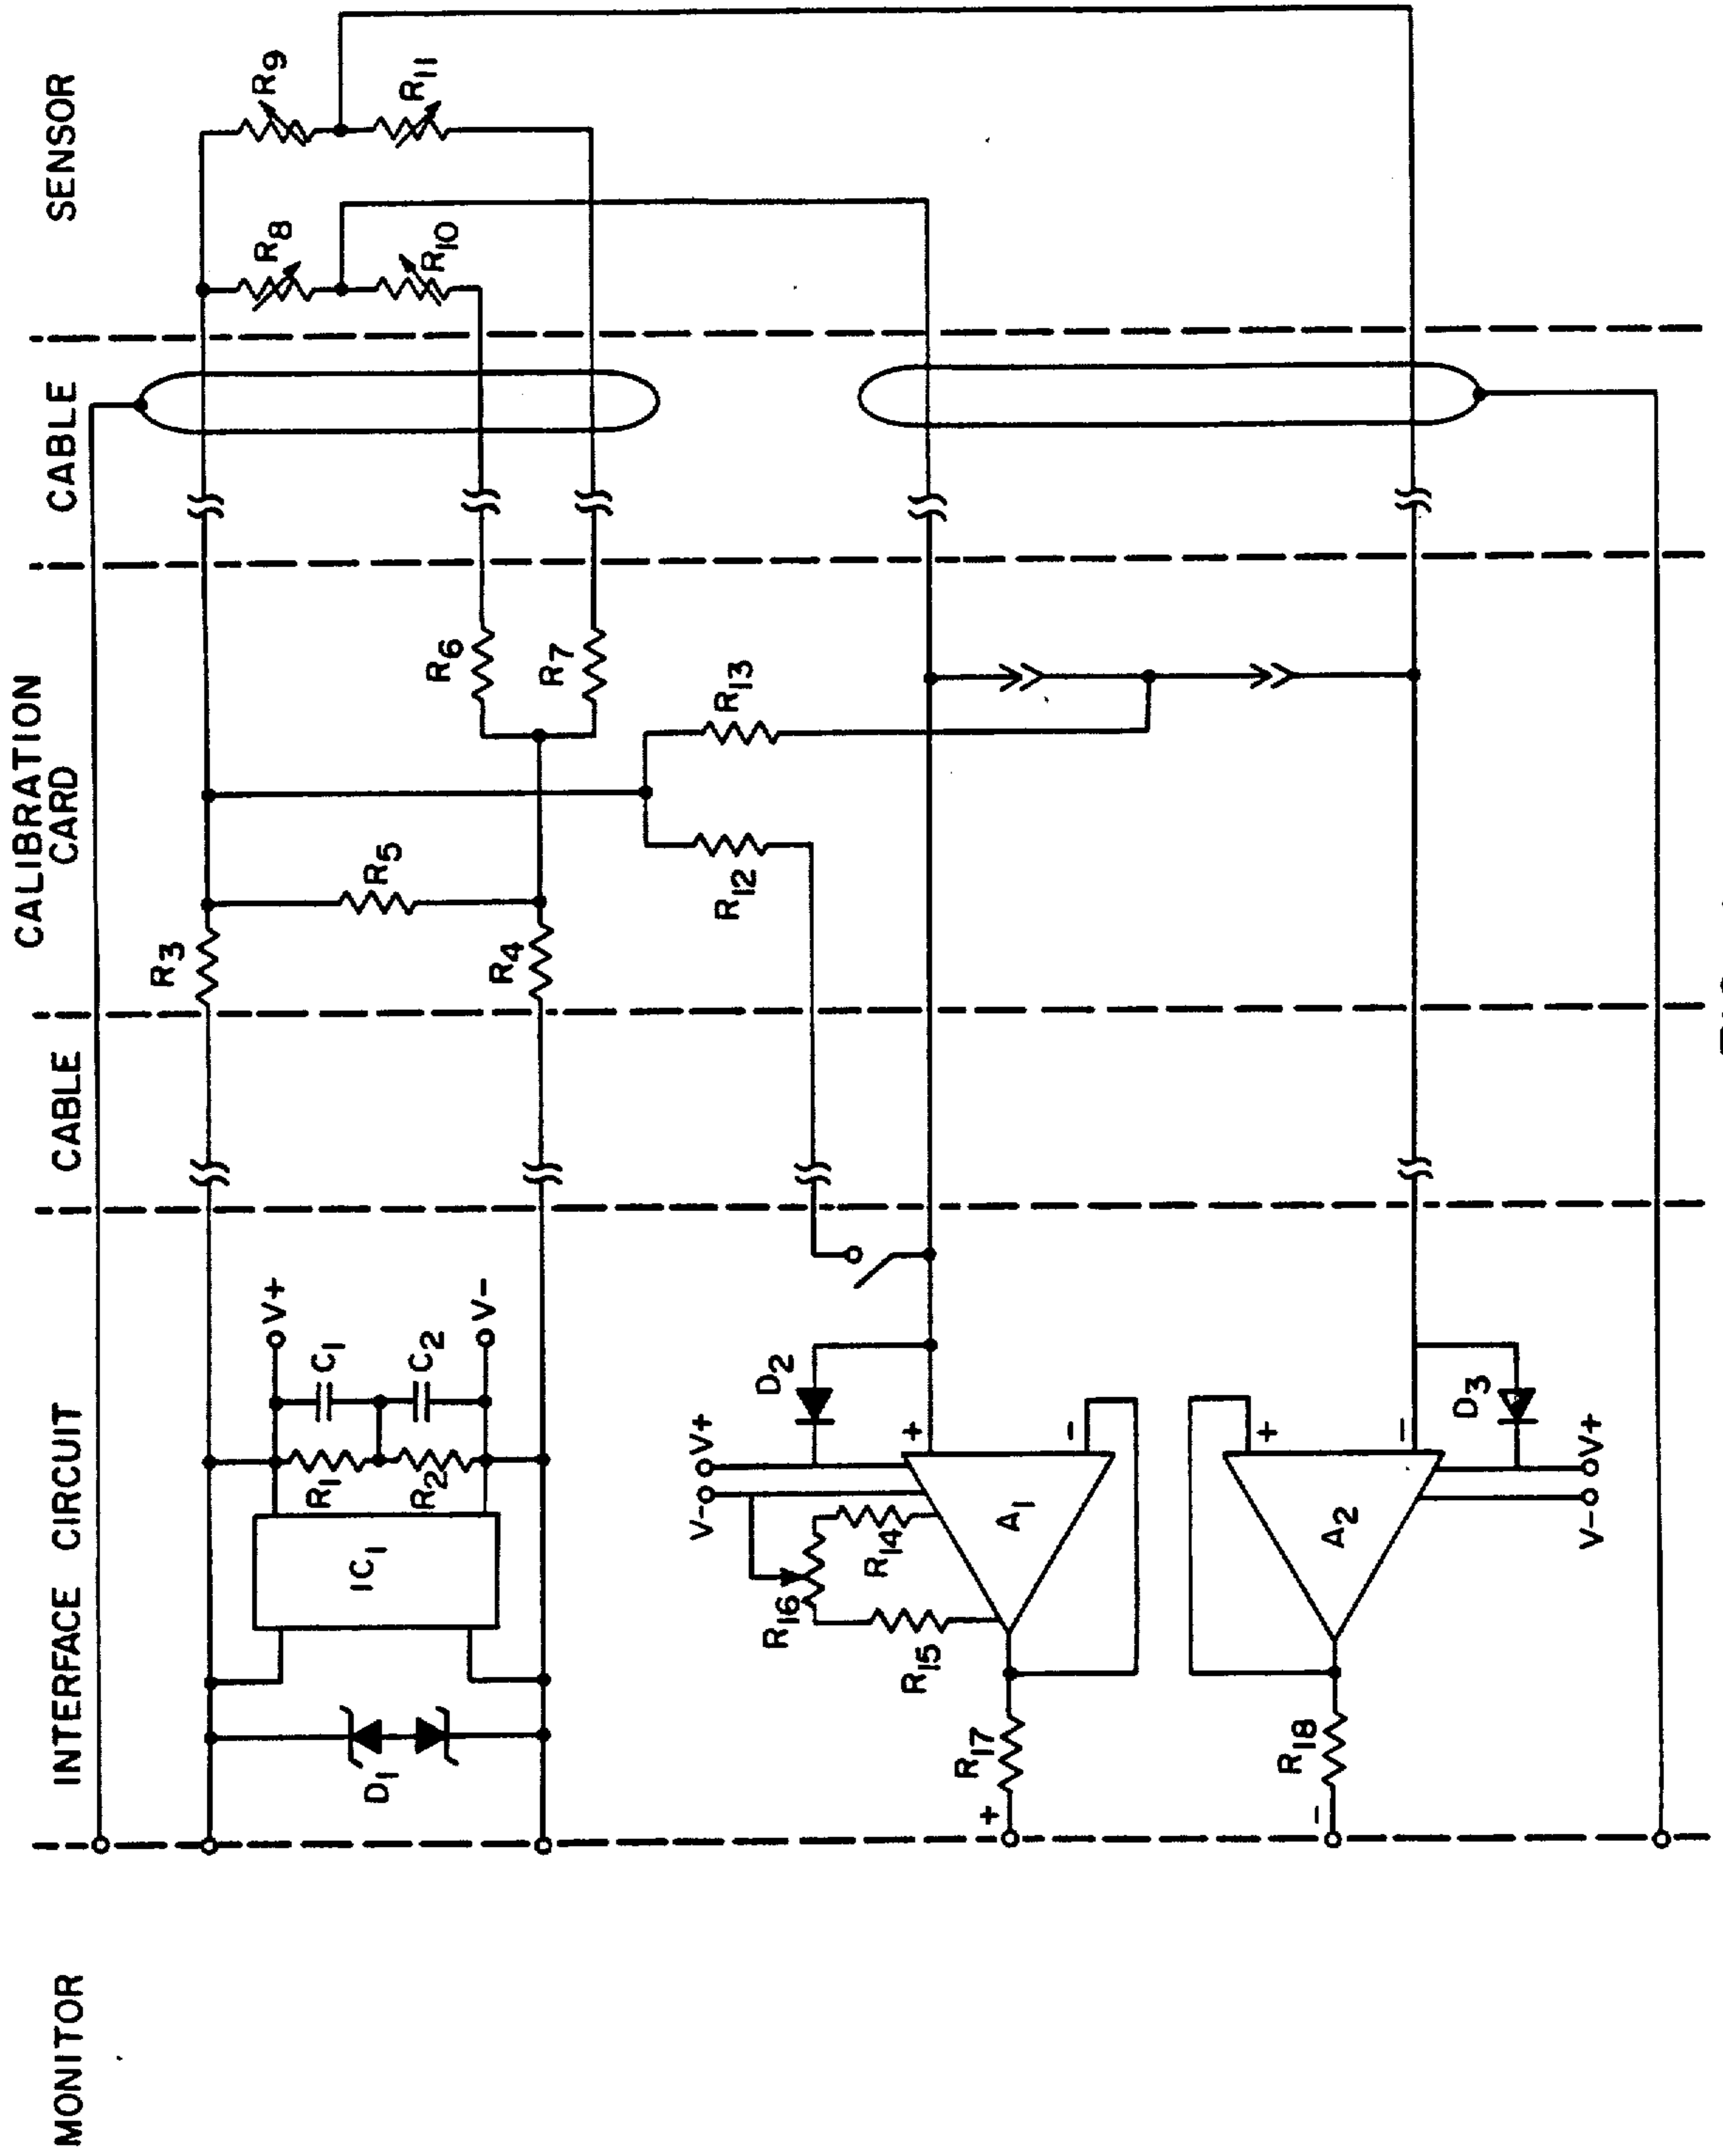 MONITOR
INTERFACE CIRCUIT
CABLE
CALIBRATION
CARD
CABLE
SENSOR
D1
IC1
R1
R2
C1
C2
V+
V-
R3
R4
R5
R6
R7
R8
R9
R10
R11
R12
R13
V-
V+
D2
R16
R14
R15
A1
+
-
R17
+
A2
+
-
R18
-
D3
V-
V+